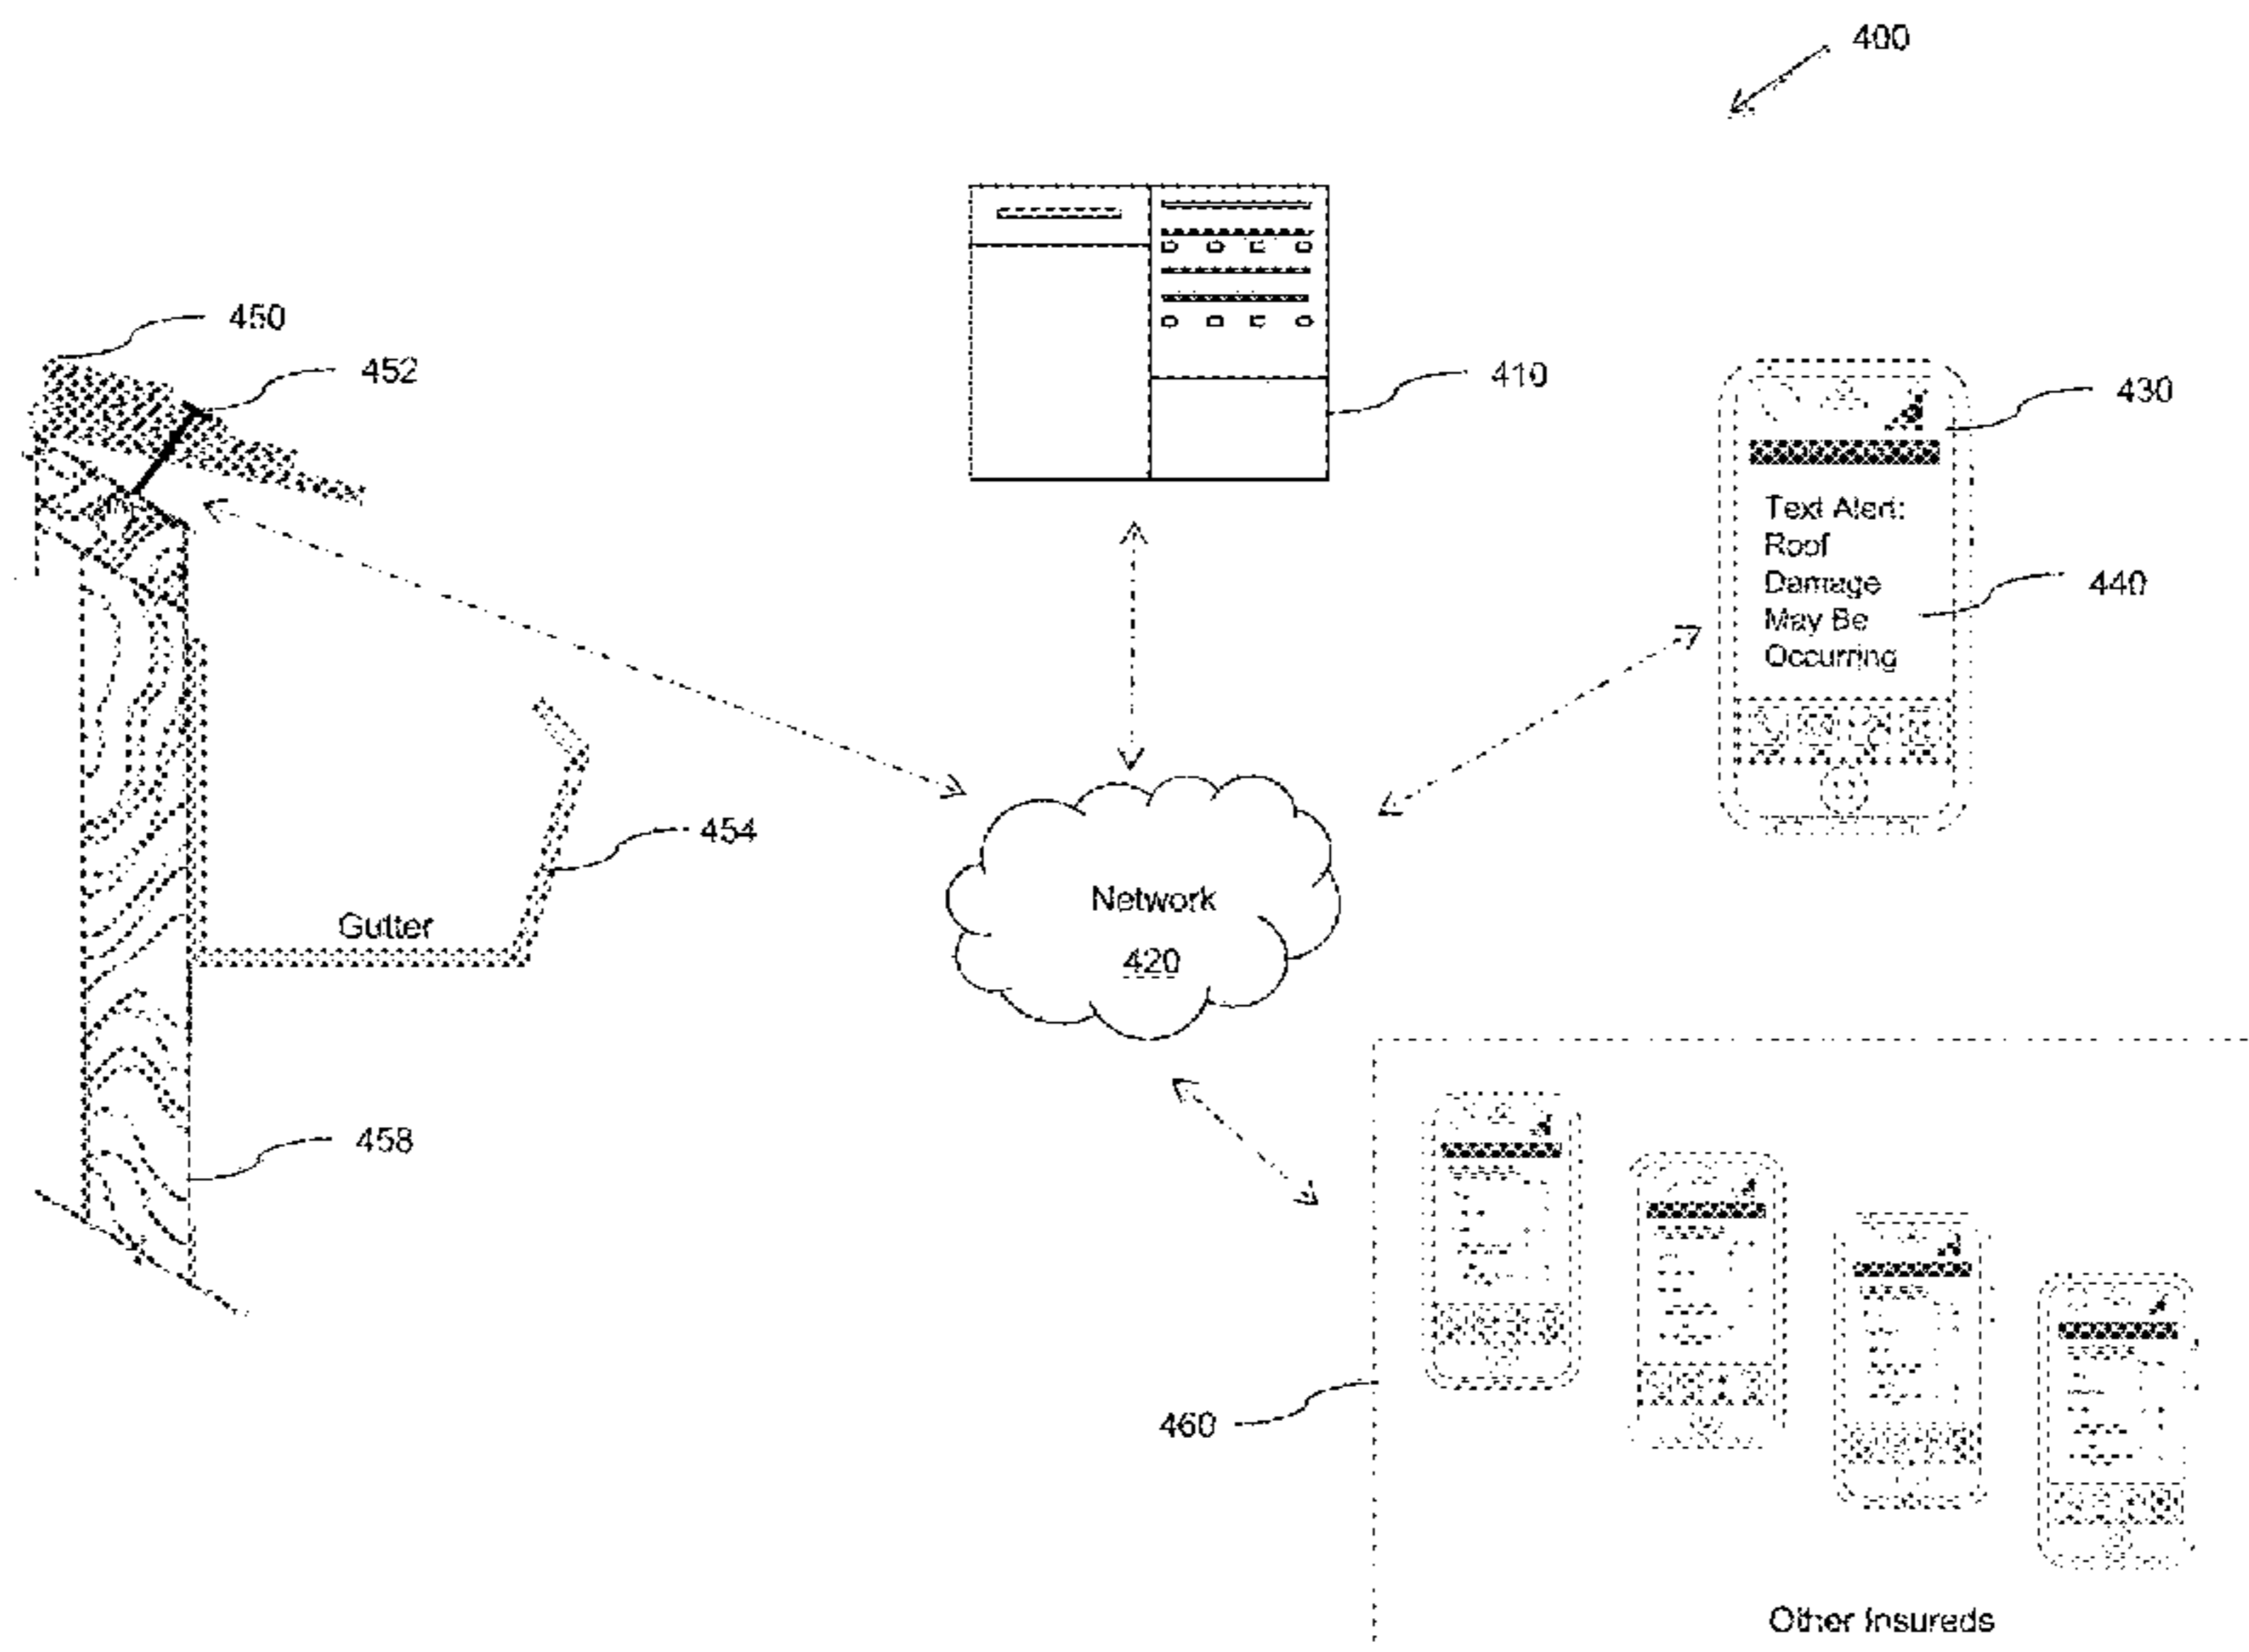 400
450
452
410
430
Text Alert:
Roof
Damage
May Be
Occurring
440
454
Gutter
Network
420
458
460
Other Insureds